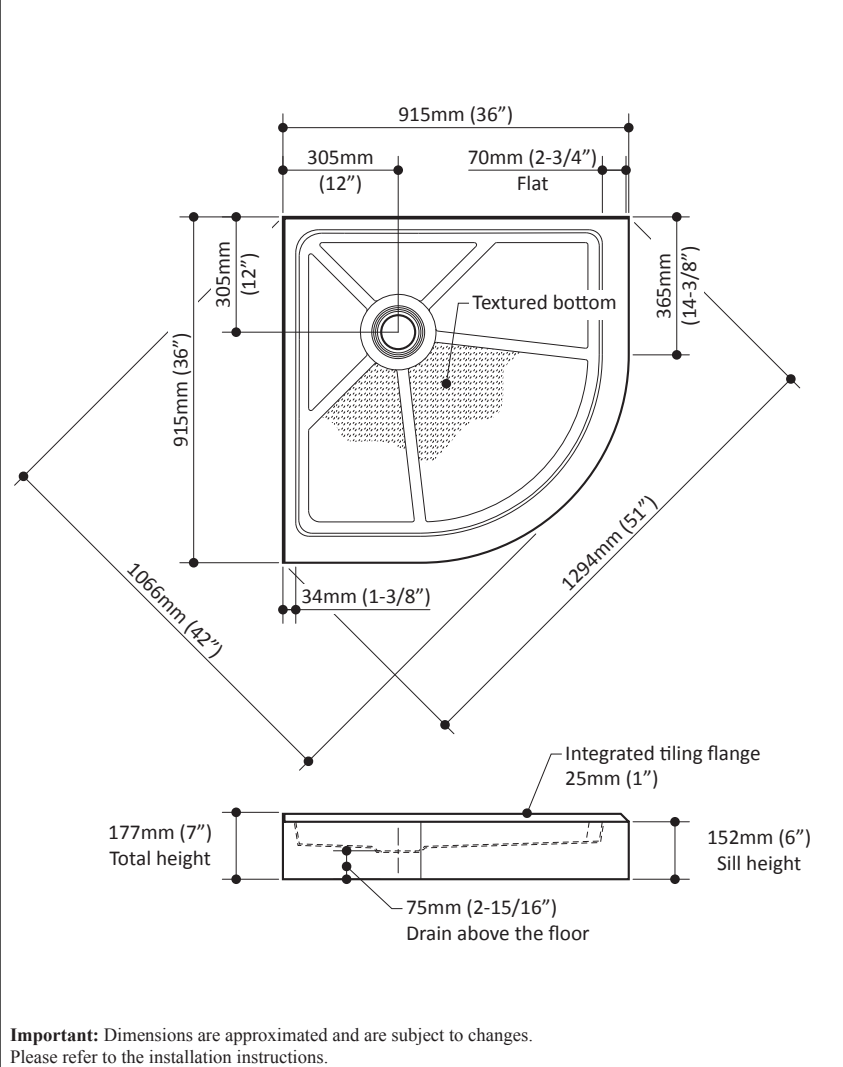 915mm (36”)
305mm
(12”)
70mm (2-3/4”)
Flat
305mm
(12”)
915mm (36”)
365mm
(14-3/8”)
Textured bottom
1066mm (42”)
34mm (1-3/8”)
1294mm (51”)
Integrated tiling flange
25mm (1”)
177mm (7”)
Total height
152mm (6”)
Sill height
75mm (2-15/16”)
Drain above the floor
Important: Dimensions are approximated and are subject to changes.
Please refer to the installation instructions.